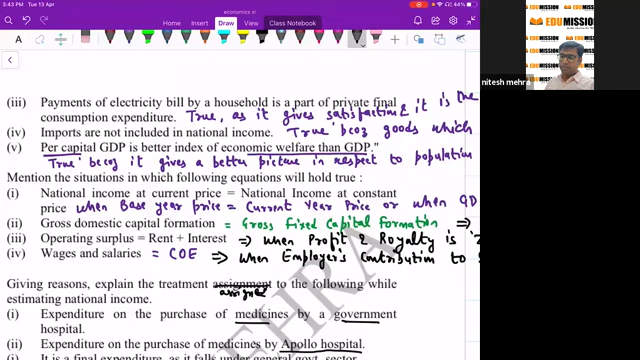 3:43 PM Tue 13 Apr
economics xi
44%
Insert Draw View Class Notebook
EDUMISSION
EDUMISSION
EDUMISSION
nitesh mehra
(iii) Payments of electricity bill by a household is a part of private final
consumption expenditure. True, as it gives satisfaction & it is the
(iv) Imports are not included in national income. True becoz goods which
(v) Per capital GDP is better index of economic welfare than GDP."
True becoz it gives a better picture in respect to population
Mention the situations in which following equations will hold true :
(i) National income at current price = National Income at constant
price when Base year price = Current Year Price or when GD
(ii) Gross domestic capital formation = Gross Fixed Capital formation ⇒
(iii) Operating surplus = Rent + Interest ⇒ when Profit & Royalty is 'Z
(iv) Wages and salaries = COE ⇒ when Employer's Contribution to
Giving reasons, explain the treatment assignment to the following while
assigned
estimating national income.
(i) Expenditure on the purchase of medicines by a government
hospital.
(ii) Expenditure on the purchase of medicines by Apollo hospital.
(i) It is a final expenditure, as it falls under general govt. sector
EHRA